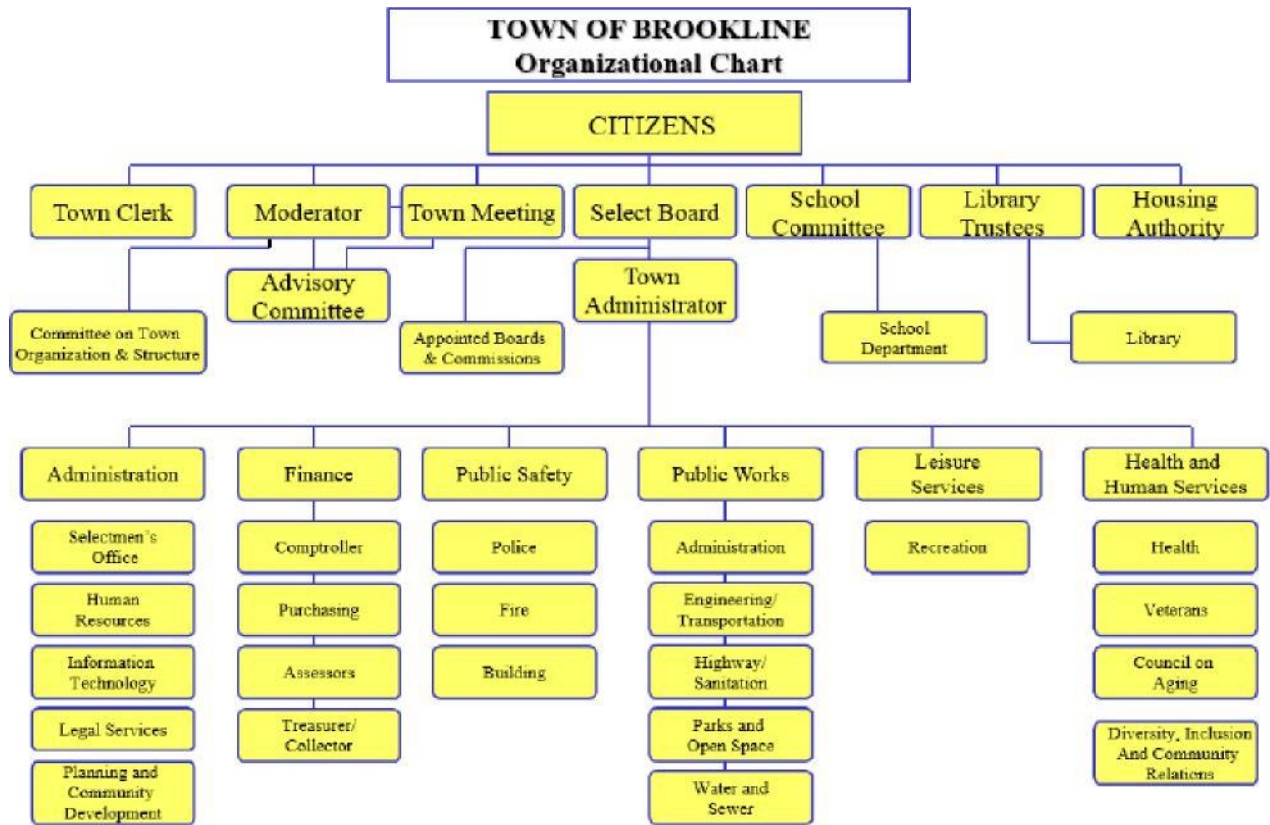 TOWN OF BROOKLINE
Organizational Chart
CITIZENS
Town Clerk
Moderator
Town Meeting
Select Board
School
Committee
Library
Trustees
Housing
Authority
Advisory
Committee
Town
Administrator
Committee on Town
Organization & Structure
Appointed Boards
& Commissions
School
Department
Library
Administration
Finance
Public Safety
Public Works
Leisure
Services
Health and
Human Services
Selectmen's
Office
Human
Resources
Information
Technology
Legal Services
Planning and
Community
Development
Comptroller
Purchasing
Assessors
Treasurer/
Collector
Police
Fire
Building
Administration
Engineering/
Transportation
Highway/
Sanitation
Parks and
Open Space
Water and
Sewer
Recreation
Health
Veterans
Council on
Aging
Diversity, Inclusion
And Community
Relations